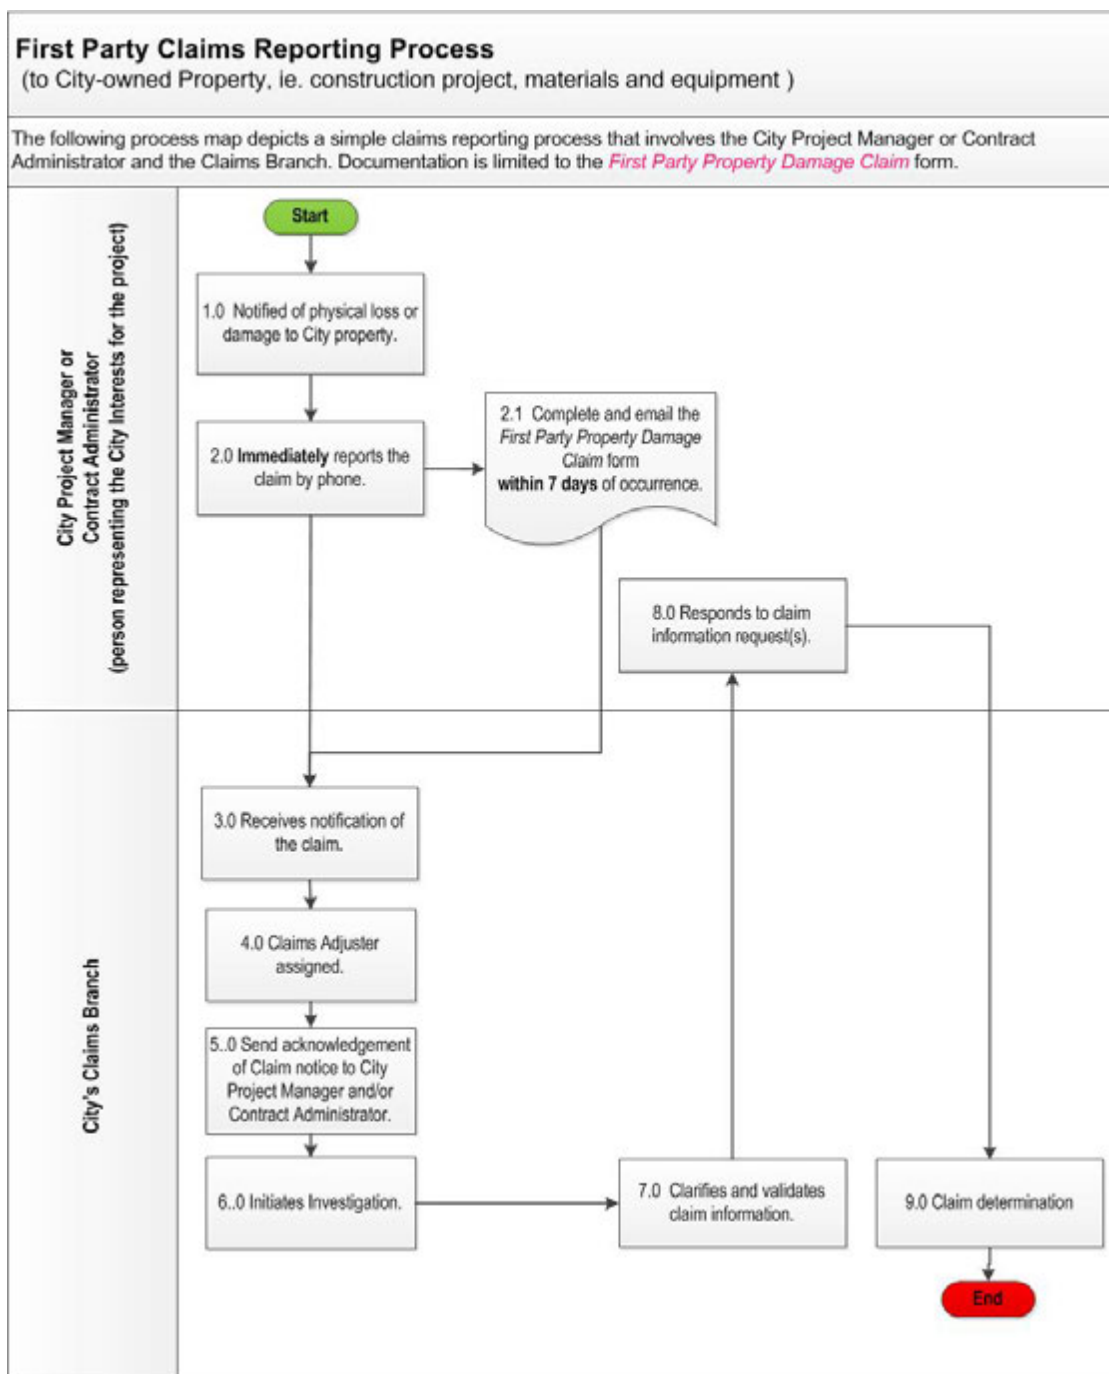 First Party Claims Reporting Process
(to City-owned Property, ie. construction project, materials and equipment )
The following process map depicts a simple claims reporting process that involves the City Project Manager or Contract
Administrator and the Claims Branch. Documentation is limited to the First Party Property Damage Claim form.
City Project Manager or
Contract Administrator
(person representing the City Interests for the project)
Start
1.0 Notified of physical loss or
damage to City property.
2.0 Immediately reports the
claim by phone.
2.1 Complete and email the
First Party Property Damage
Claim form
within 7 days of occurrence.
8.0 Responds to claim
information request(s).
City's Claims Branch
3.0 Receives notification of
the claim.
4.0 Claims Adjuster
assigned.
5..0 Send acknowledgement
of Claim notice to City
Project Manager and/or
Contract Administrator.
6..0 Initiates Investigation.
7.0 Clarifies and validates
claim information.
9.0 Claim determination
End